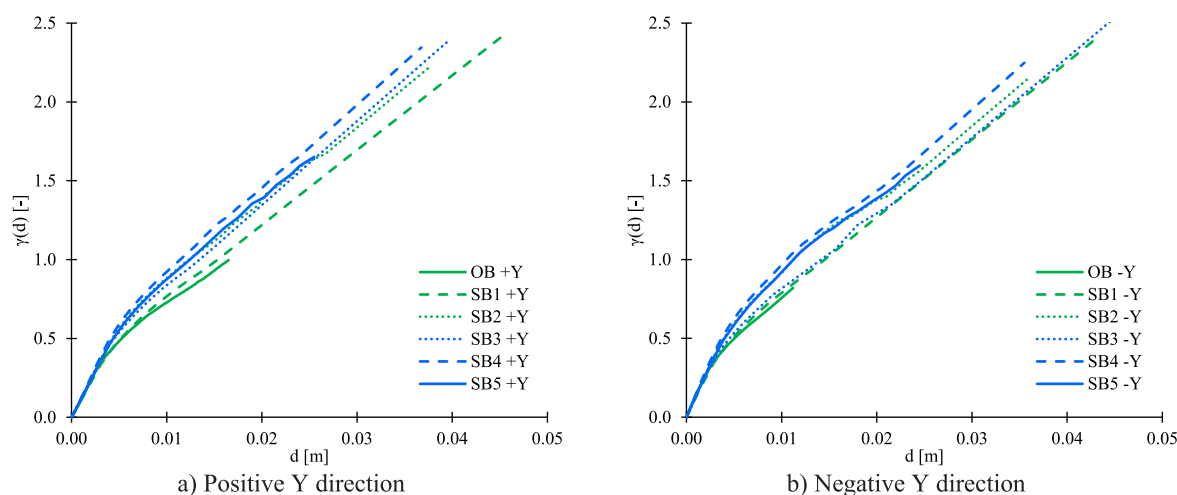 2.5
2.0
1.5
1.0
0.5
0.0
γ(d) [-]
OB +Y
SB1 +Y
SB2 +Y
SB3 +Y
SB4 +Y
SB5 +Y
0.00 0.01 0.02 0.03 0.04 0.05
d [m]
a) Positive Y direction
2.5
2.0
1.5
1.0
0.5
0.0
γ(d) [-]
OB -Y
SB1 -Y
SB2 -Y
SB3 -Y
SB4 -Y
SB5 -Y
0.00 0.01 0.02 0.03 0.04 0.05
d [m]
b) Negative Y direction